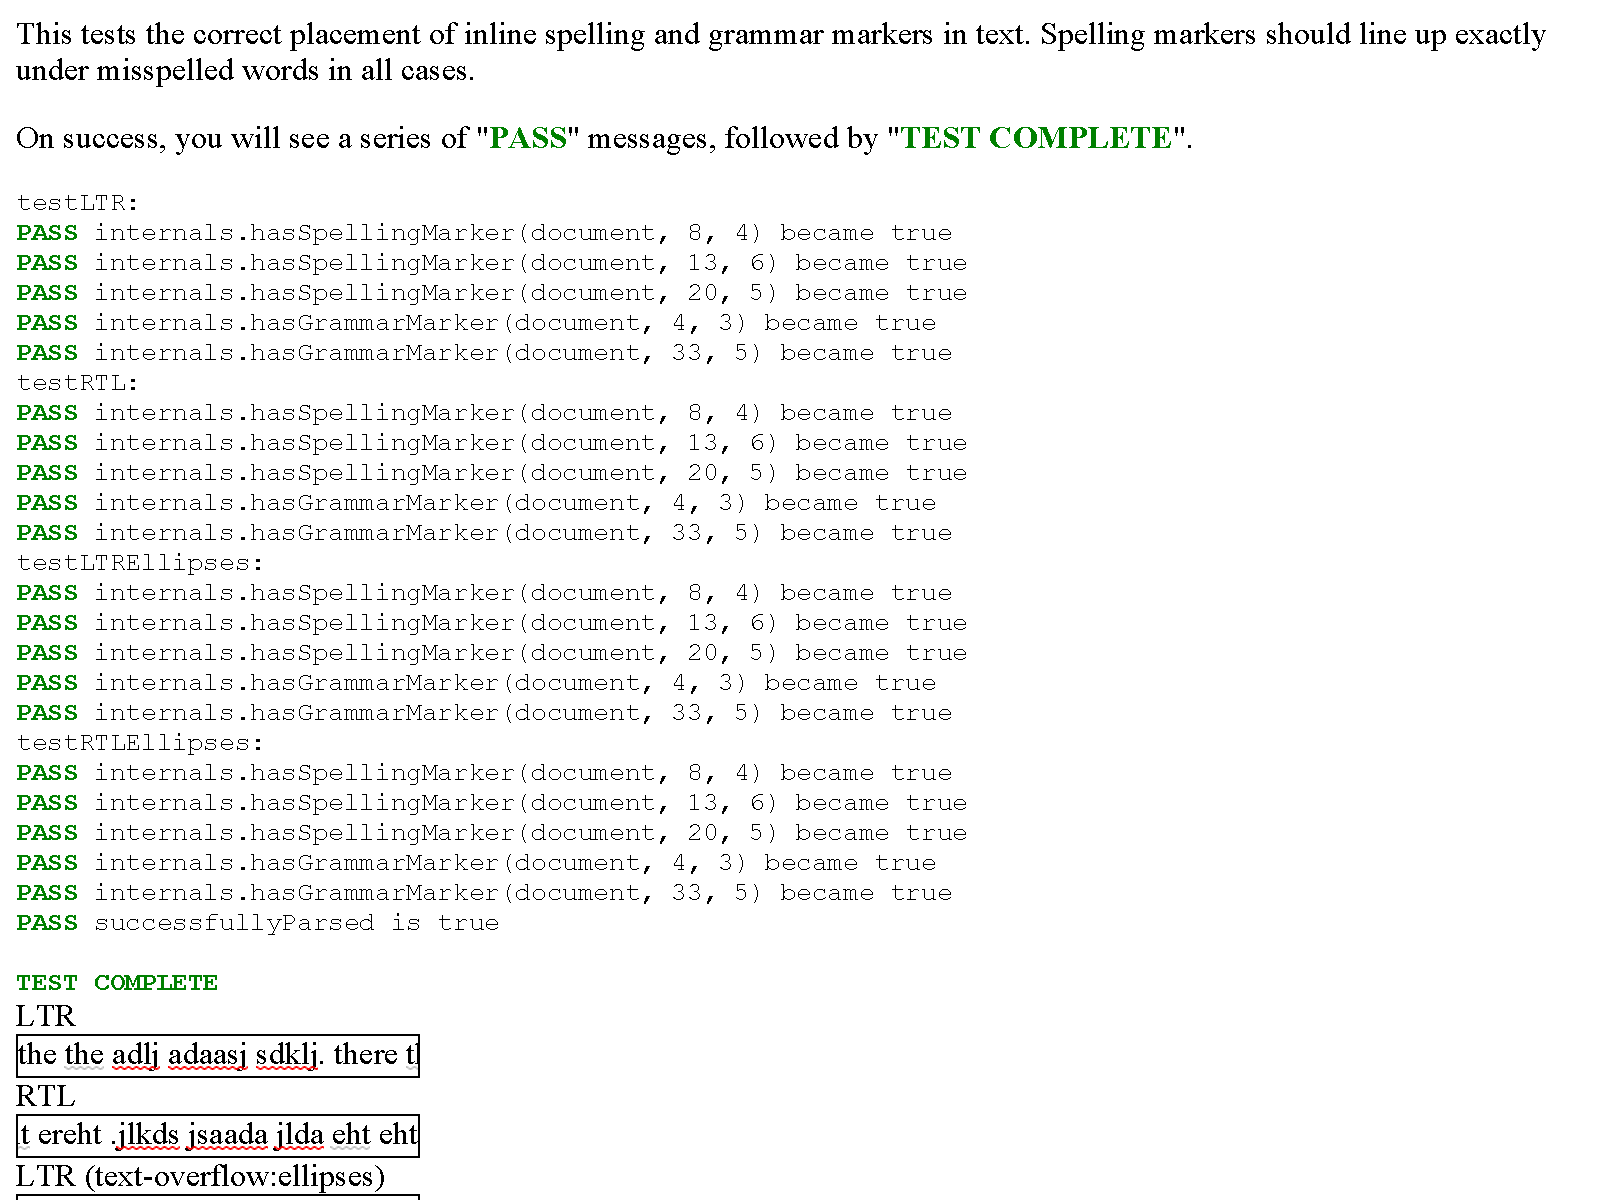 This tests the correct placement of inline spelling and grammar markers in text. Spelling markers should line up exactly
under misspelled words in all cases.
On success, you will see a series of "PASS" messages, followed by "TEST COMPLETE".
testLTR:
PASS internals.hasSpellingMarker(document, 8, 4) became true
PASS internals.hasSpellingMarker(document, 13, 6) became true
PASS internals.hasSpellingMarker(document, 20, 5) became true
PASS internals.hasGrammarMarker(document, 4, 3) became true
PASS internals.hasGrammarMarker(document, 33, 5) became true
testRTL:
PASS internals.hasSpellingMarker(document, 8, 4) became true
PASS internals.hasSpellingMarker(document, 13, 6) became true
PASS internals.hasSpellingMarker(document, 20, 5) became true
PASS internals.hasGrammarMarker(document, 4, 3) became true
PASS internals.hasGrammarMarker(document, 33, 5) became true
testLTREllipses:
PASS internals.hasSpellingMarker(document, 8, 4) became true
PASS internals.hasSpellingMarker(document, 13, 6) became true
PASS internals.hasSpellingMarker(document, 20, 5) became true
PASS internals.hasGrammarMarker(document, 4, 3) became true
PASS internals.hasGrammarMarker(document, 33, 5) became true
testRTLEllipses:
PASS internals.hasSpellingMarker(document, 8, 4) became true
PASS internals.hasSpellingMarker(document, 13, 6) became true
PASS internals.hasSpellingMarker(document, 20, 5) became true
PASS internals.hasGrammarMarker(document, 4, 3) became true
PASS internals.hasGrammarMarker(document, 33, 5) became true
PASS successfullyParsed is true
TEST COMPLETE
LTR
the the adlj adaasj sdklj. there
RTL
t ereht .jlkds jsaada jlda eht eht
LTR (text-overflow:ellipses)